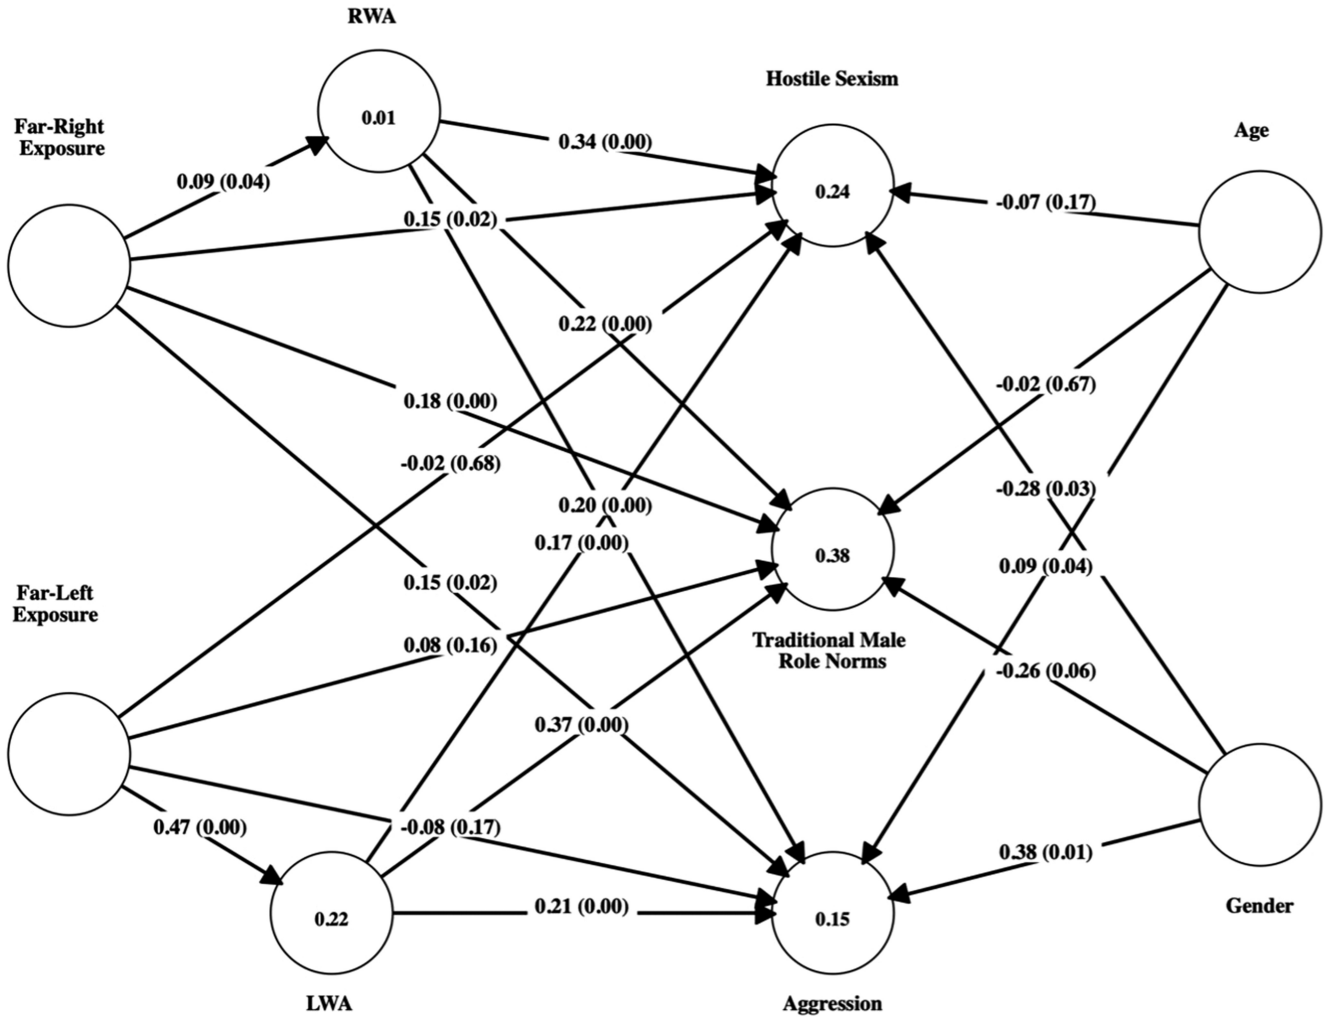 RWA
0.01
Far-Right
Exposure
0.09 (0.04)
0.34 (0.00)
Hostile Sexism
0.24
Age
-0.07 (0.17)
0.15 (0.02)
0.22 (0.00)
0.18 (0.00)
-0.02 (0.67)
-0.02 (0.68)
-0.28 (0.03)
0.20 (0.00)
0.17 (0.00)
0.38
0.09 (0.04)
0.15 (0.02)
Far-Left
Exposure
0.08 (0.16)
Traditional Male
Role Norms
-0.26 (0.06)
0.37 (0.00)
0.47 (0.00)
-0.08 (0.17)
0.38 (0.01)
0.22
0.21 (0.00)
0.15
Gender
LWA
Aggression